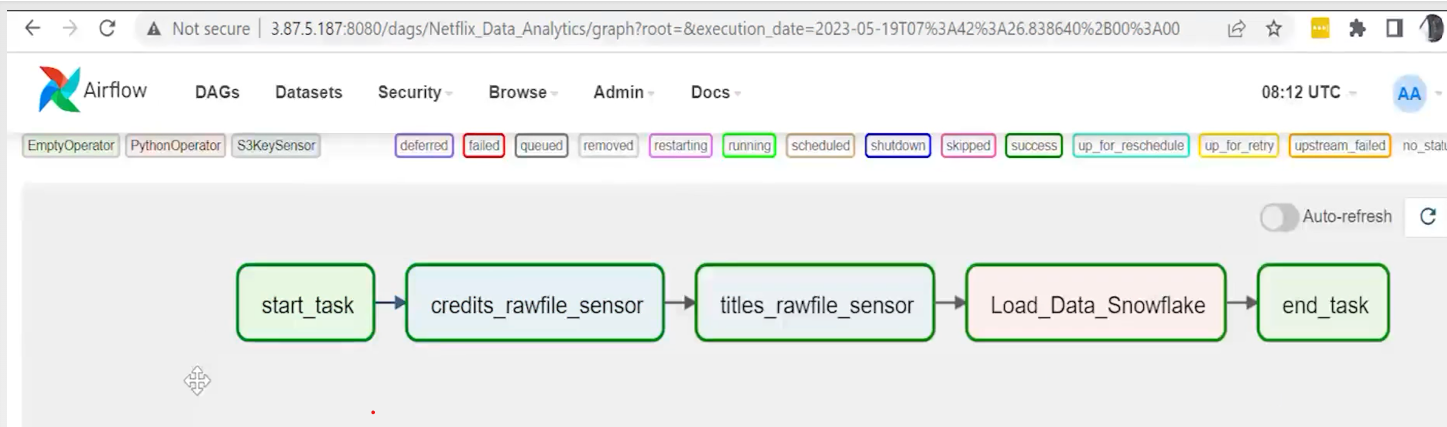 Not secure | 3.87.5.187:8080/dags/Netflix_Data_Analytics/graph?root=&execution_date=2023-05-19T07%3A42%3A26.838640%2B00%3A00
Airflow DAGs Datasets Security Browse Admin Docs 08:12 UTC AA
EmptyOperator PythonOperator S3KeySensor deferred failed queued removed restarting running scheduled shutdown skipped success up_for_reschedule up_for_retry upstream_failed no_statu
Auto-refresh
start_task credits_rawfile_sensor titles_rawfile_sensor Load_Data_Snowflake end_task